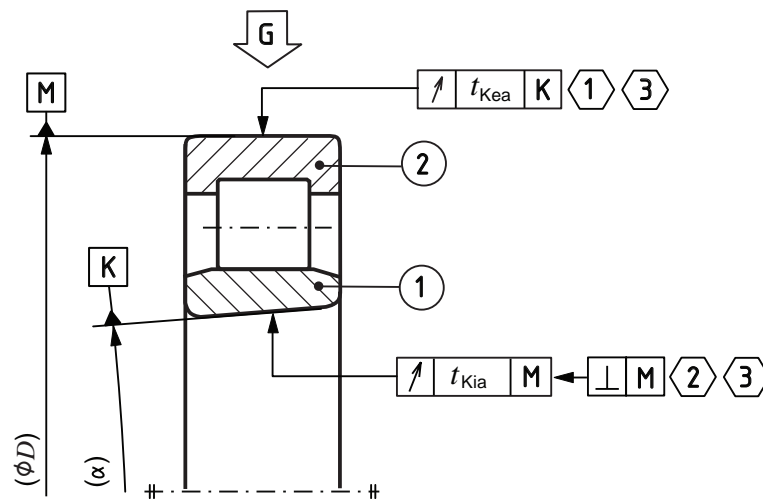 G
M
↗ t_Kea K 1 3
2
K
1
↗ t_Kia M ⊥ M 2 3
(ϕD)
(α)